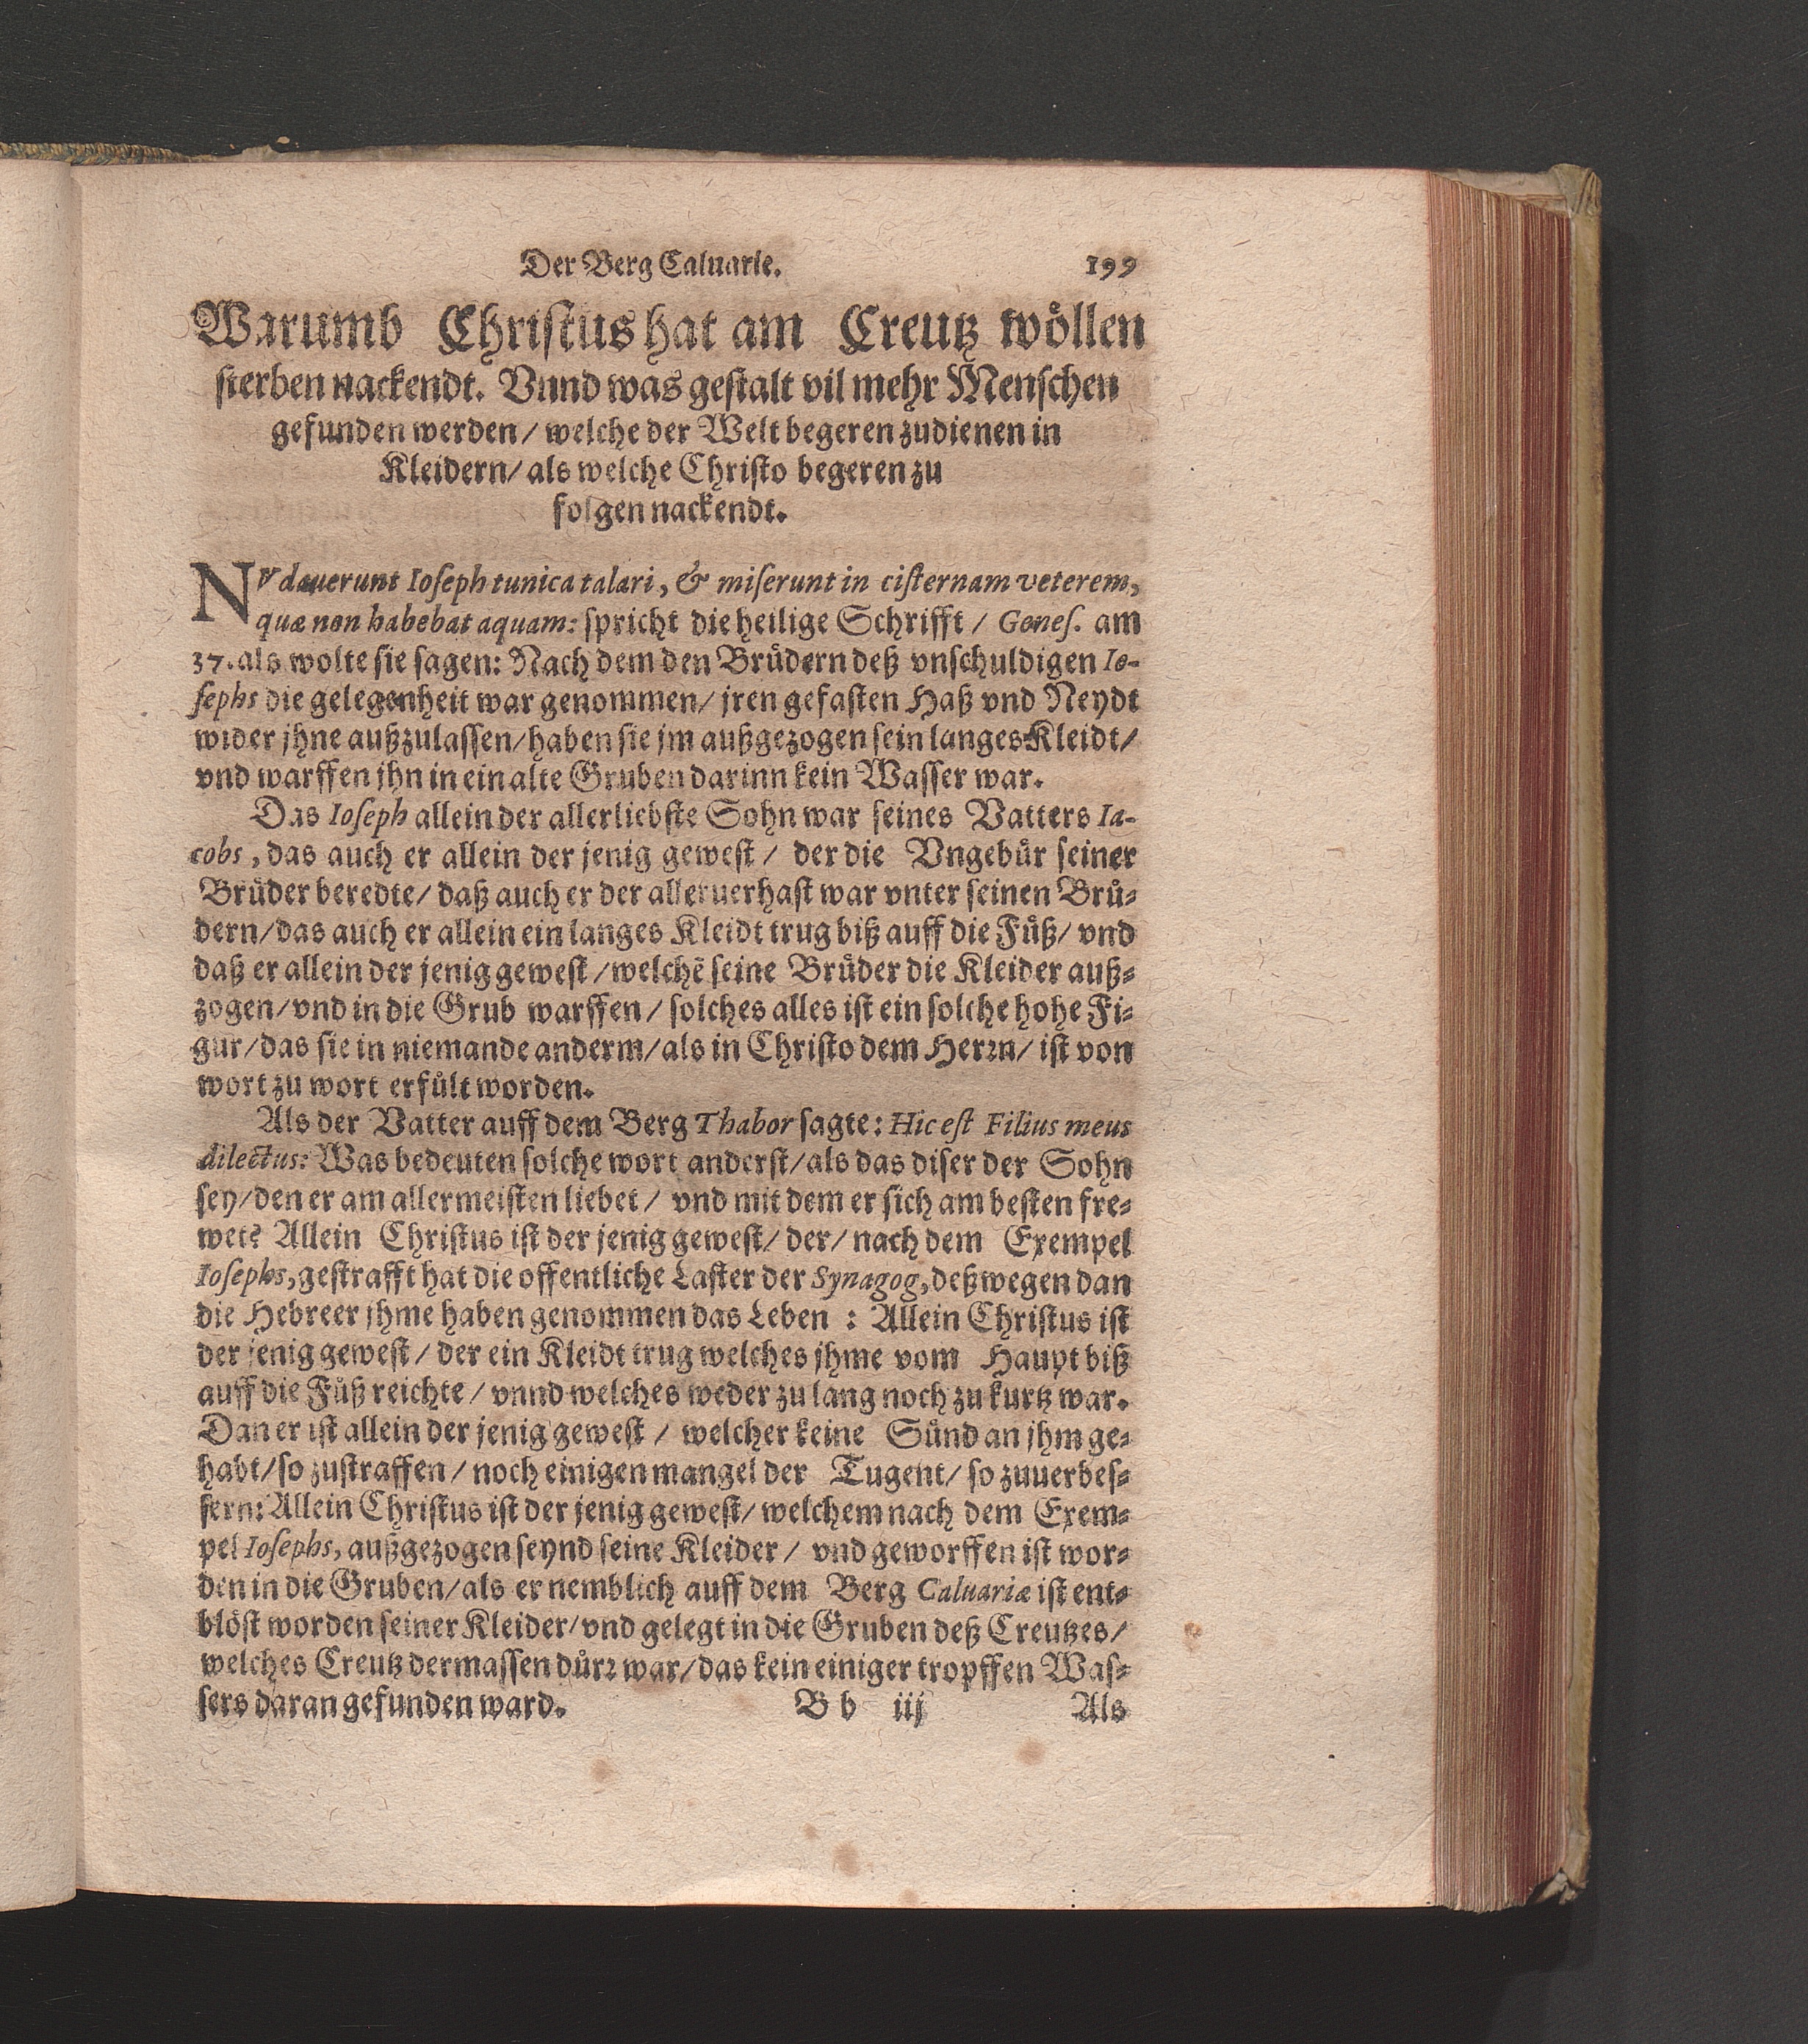 Der Berg Caluarie. 199
Warumb Christus hat am Creutz wöllen
sterben nackendt. Vnnd was gestalt vil mehr Menschen
gefunden werden / welche der Welt begeren zudienen in
Kleidern / als welche Christo begeren zu
folgen nackendt.
NVdauerunt Ioseph tunica talari, & miserunt in cisternam veterem,
quæ non habebat aquam: spricht die heilige Schrifft / Genes. am
37. als wolte sie sagen: Nach dem den Brüdern deß vnschuldigen Io-
sephs die gelegenheit war genommen / jren gefasten Haß vnd Neydt
wider jhne außzulassen / haben sie jm außgezogen sein langes Kleidt /
vnd warffen jhn in ein alte Gruben darinn kein Wasser war.
Das Ioseph allein der allerliebste Sohn war seines Vatters Ia-
cobs, das auch er allein der jenig gewest / der die Vngebür seiner
Brüder beredte / daß auch er der alleruerhast war vnter seinen Brü-
dern / das auch er allein ein langes Kleidt trug biß auff die Füß / vnd
daß er allein der jenig gewest / welchē seine Brüder die Kleider auß-
zogen / vnd in die Grub warffen / solches alles ist ein solche hohe Fi-
gur / das sie in niemande anderm / als in Christo dem Herrn / ist von
wort zu wort erfült worden.
Als der Vatter auff dem Berg Thabor sagte: Hic est Filius meus
dilectus: Was bedeuten solche wort anderst / als das diser der Sohn
sey / den er am allermeisten liebet / vnd mit dem er sich am besten fre-
wet? Allein Christus ist der jenig gewest / der / nach dem Exempel
Iosephs, gestrafft hat die offentliche Laster der Synagog, deßwegen dan
die Hebreer jhme haben genommen das Leben : Allein Christus ist
der jenig gewest / der ein Kleidt trug welches jhme vom Haupt biß
auff die Füß reichte / vnnd welches weder zu lang noch zu kurtz war.
Dan er ist allein der jenig gewest / welcher keine Sünd an jhm ge-
habt / so zustraffen / noch einigen mangel der Tugent / so zuuerbes-
sern: Allein Christus ist der jenig gewest / welchem nach dem Exem-
pel Iosephs, außgezogen seynd seine Kleider / vnd geworffen ist wor-
den in die Gruben / als er nemblich auff dem Berg Caluariæ ist ent-
blöst worden seiner Kleider / vnd gelegt in die Gruben deß Creutzes /
welches Creutz dermassen dürr war / das kein einiger tropffen Was-
sers daran gefunden ward. Bb iij Als